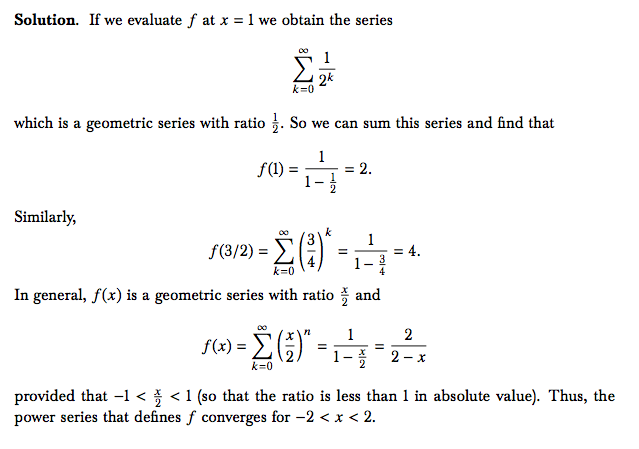 Solution. If we evaluate f at x = 1 we obtain the series
∞∑k=0 1/2^k
which is a geometric series with ratio 1/2. So we can sum this series and find that
f(1) = 1/(1 − 1/2) = 2.
Similarly,
f(3/2) = ∞∑k=0 (3/4)^k = 1/(1 − 3/4) = 4.
In general, f(x) is a geometric series with ratio x/2 and
f(x) = ∞∑k=0 (x/2)^n = 1/(1 − x/2) = 2/(2 − x)
provided that −1 < x/2 < 1 (so that the ratio is less than 1 in absolute value). Thus, the
power series that defines f converges for −2 < x < 2.